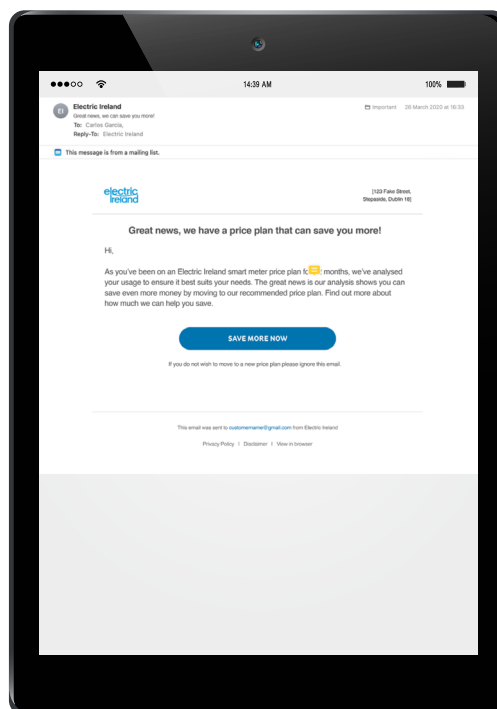 14:39 AM
100%
EI
Electric Ireland
Great news, we can save you more!
To: Carlos Garcia,
Reply-To: Electric Ireland
Important 26 March 2020 at 16:33
This message is from a mailing list.
electric
Ireland
[123 Fake Street,
Stepaside, Dublin 18]
Great news, we have a price plan that can save you more!
Hi,
As you've been on an Electric Ireland smart meter price plan months, we've analysed
your usage to ensure it best suits your needs. The great news is our analysis shows you can
save even more money by moving to our recommended price plan. Find out more about
how much we can help you save.
SAVE MORE NOW
If you do not wish to move to a new price plan please ignore this email.
This email was sent to customername@gmail.com from Electric Ireland
Privacy Policy | Disclaimer | View in browser